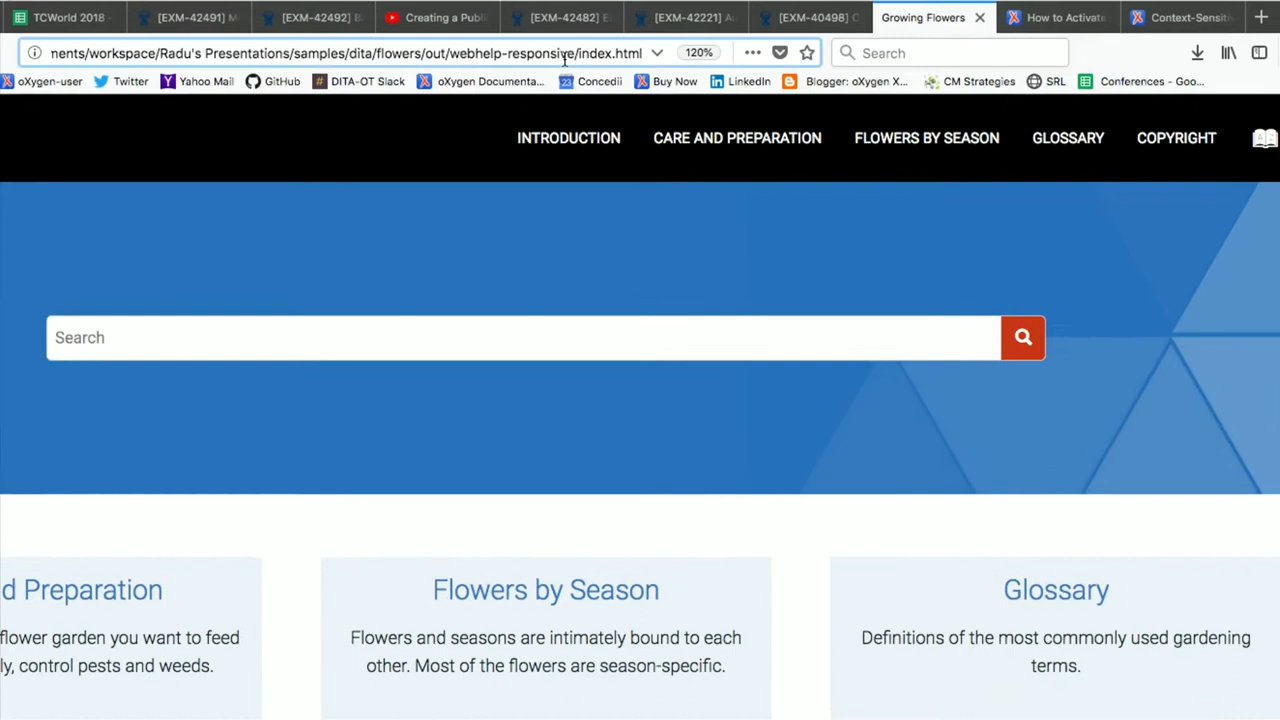 TCWorld 2018 -
[EXM-42491] M
[EXM-42492] B
Creating a Publi
[EXM-42482] E
[EXM-42221] Au
[EXM-40498] C
Growing Flowers
How to Activate
Context-Sensiti
nents/workspace/Radu's Presentations/samples/dita/flowers/out/webhelp-responsive/index.html
120%
Search
oXygen-user
Twitter
Yahoo Mail
GitHub
DITA-OT Slack
oXygen Documenta...
23 Concedii
Buy Now
LinkedIn
Blogger: oXygen X...
CM Strategies
SRL
Conferences - Goo...
INTRODUCTION
CARE AND PREPARATION
FLOWERS BY SEASON
GLOSSARY
COPYRIGHT
Search
d Preparation
flower garden you want to feed
ly, control pests and weeds.
Flowers by Season
Flowers and seasons are intimately bound to each
other. Most of the flowers are season-specific.
Glossary
Definitions of the most commonly used gardening
terms.